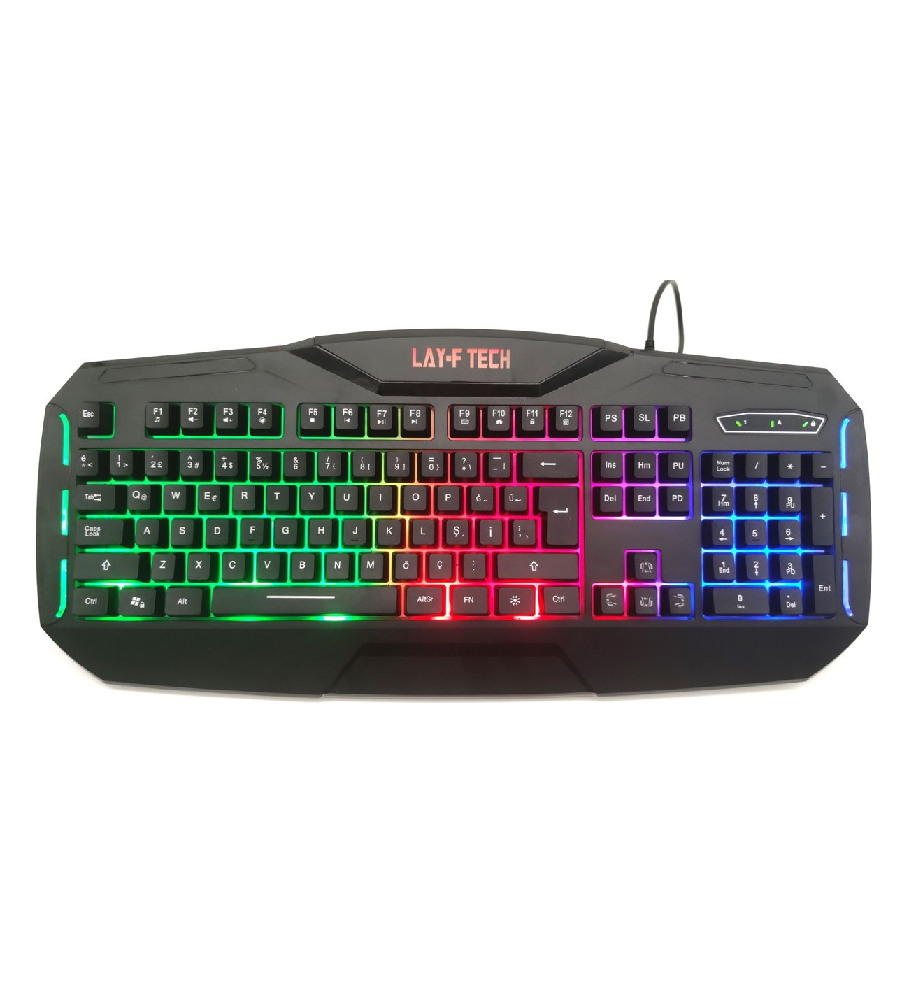 LAY-F TECH
Esc F1 F2 F3 F4 F5 F6 F7 F8 F9 F10 F11 F12 PS SL PB 1 A
é " < ! 1 > ' 2 £ ^ 3 # + 4 $ % 5 ½ & 6 / 7 { ( 8 [ ) 9 ] = 0 } ? * \ _ - | Ins Hm PU Num Lock / * -
Tab Q @ W E € R T Y U I O P Ğ ¨ Ü ~ Del End PD 7 Hm 8 9 PU +
Caps Lock A S D F G H J K L Ş ´ İ ; , ` 4 5 6
Z X C V B N M Ö Ç : . 1 End 2 3 PD
Ctrl Alt AltGr FN Ctrl 0 Ins . Del Ent